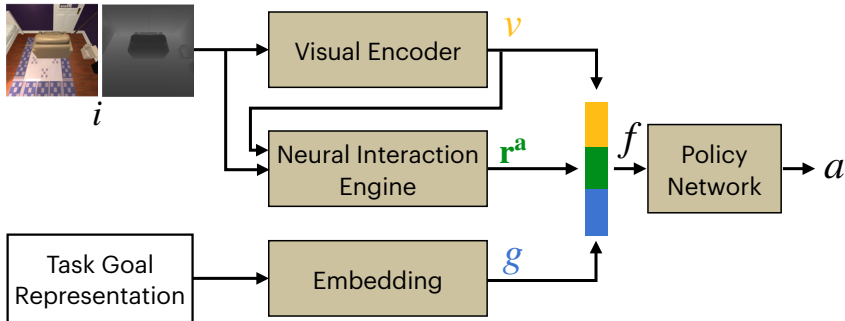 i
Visual Encoder
v
Neural Interaction
Engine
r^a
f
Policy
Network
a
Task Goal
Representation
Embedding
g